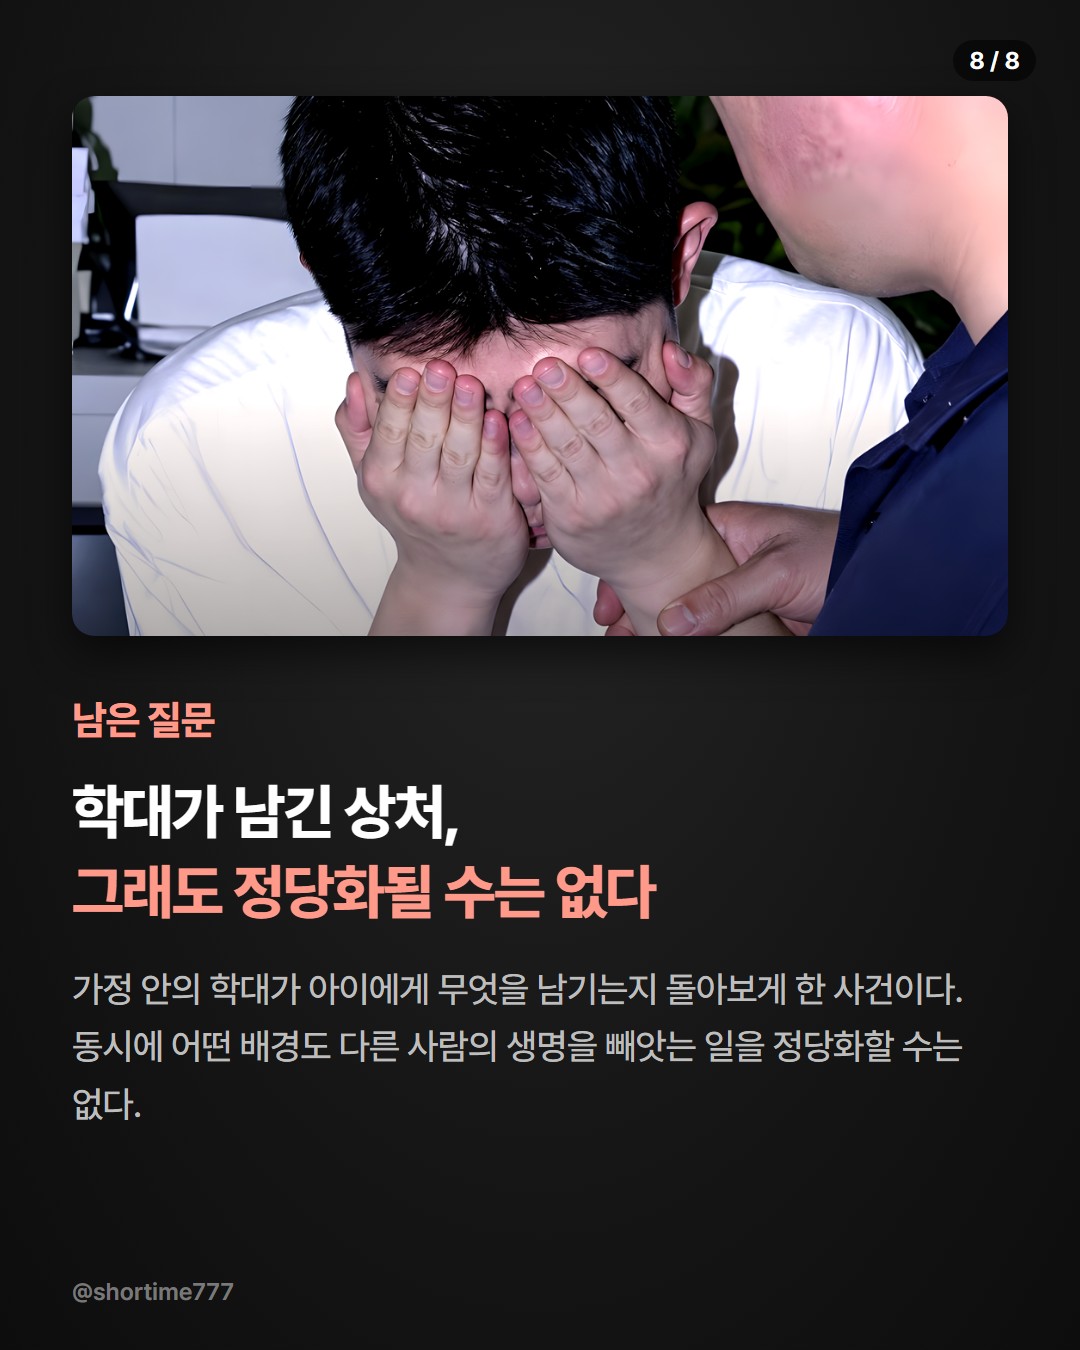 8 / 8
남은 질문
학대가 남긴 상처,
그래도 정당화될 수는 없다
가정 안의 학대가 아이에게 무엇을 남기는지 돌아보게 한 사건이다.
동시에 어떤 배경도 다른 사람의 생명을 빼앗는 일을 정당화할 수는
없다.
@shortime777